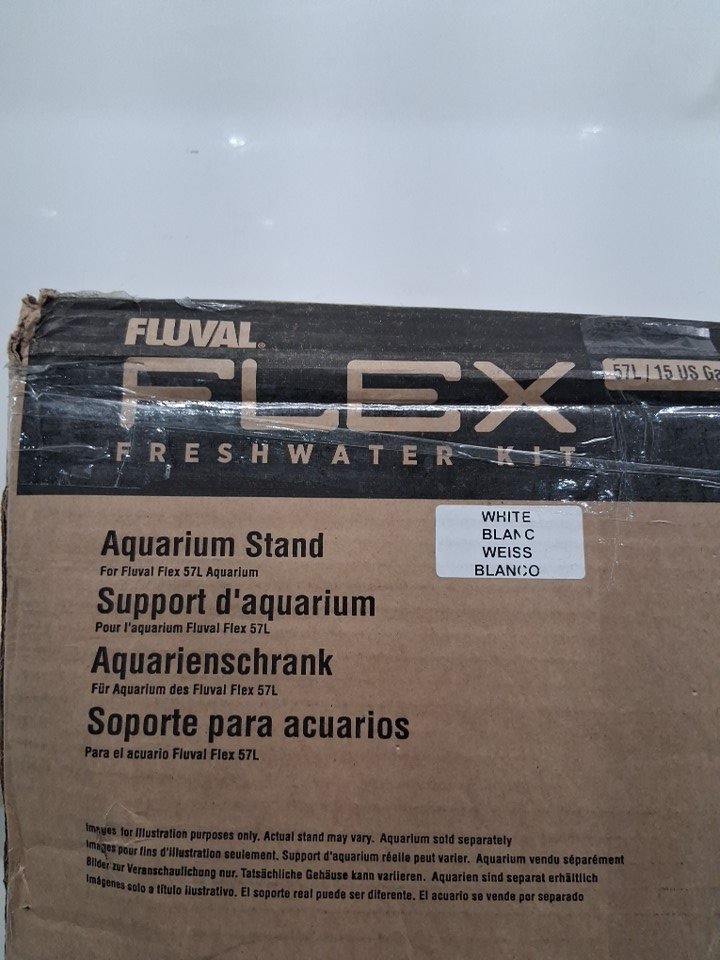 FLUVAL®
FLEX
57L / 15 US
FRESHWATER KIT
WHITE
BLANC
WEISS
BLANCO
Aquarium Stand
For Fluval Flex 57L Aquarium
Support d'aquarium
Pour l'aquarium Fluval Flex 57L
Aquarienschrank
Für Aquarium des Fluval Flex 57L
Soporte para acuarios
Para el acuario Fluval Flex 57L
Images for illustration purposes only. Actual stand may vary. Aquarium sold separately
Images pour fins d'illustration seulement. Support d'aquarium réelle peut varier. Aquarium vendu séparément
Bilder zur Veranschaulichung nur. Tatsächliche Gehäuse kann variieren. Aquarien sind separat erhältlich
Imágenes solo a título ilustrativo. El soporte real puede ser diferente. El acuario se vende por separado